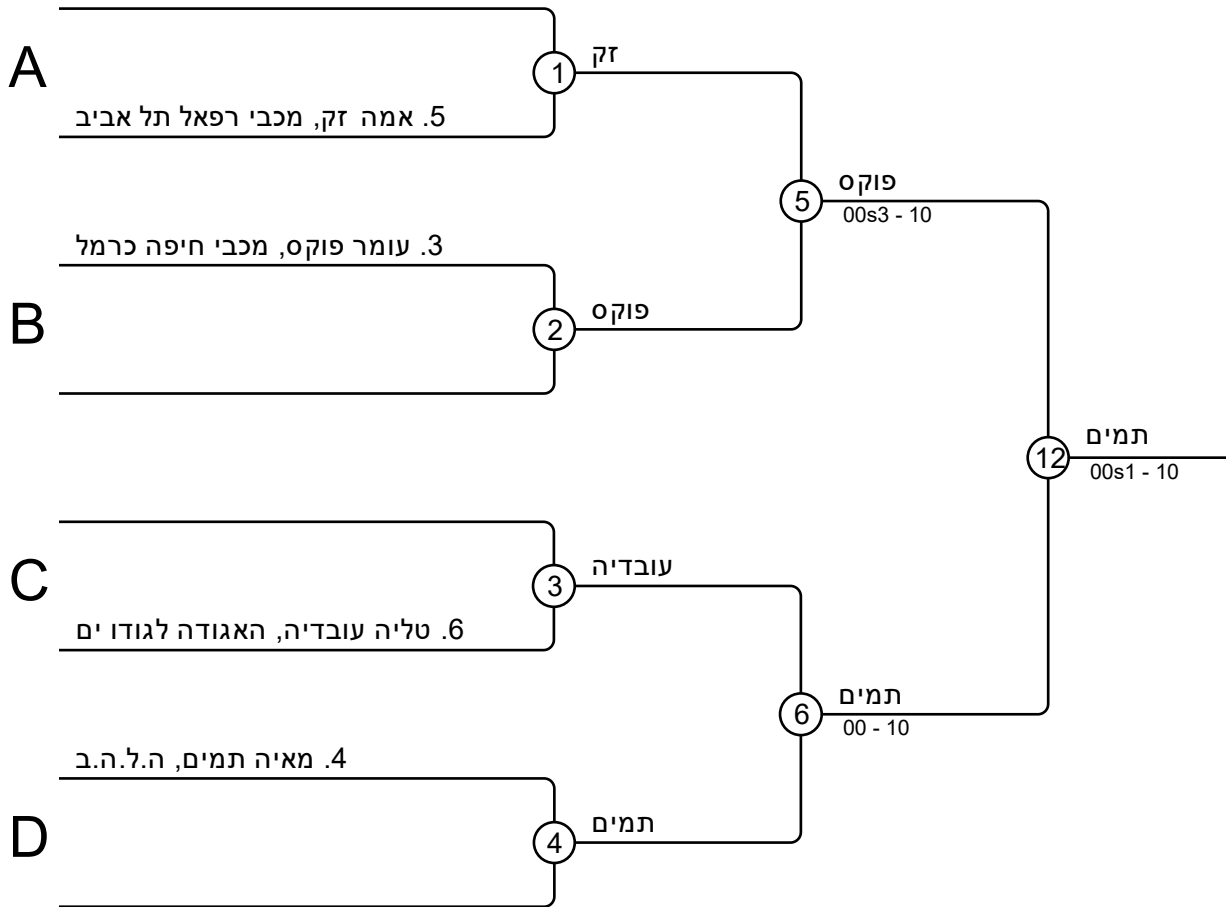 A
1
זק
5. אמה זק, מכבי רפאל תל אביב
5
פוקס
00s3 - 10
3. עומר פוקס, מכבי חיפה כרמל
B
2
פוקס
12
תמים
00s1 - 10
C
3
עובדיה
6. טליה עובדיה, האגודה לגודו ים
6
תמים
00 - 10
4. מאיה תמים, ה.ל.ה.ב
D
4
תמים